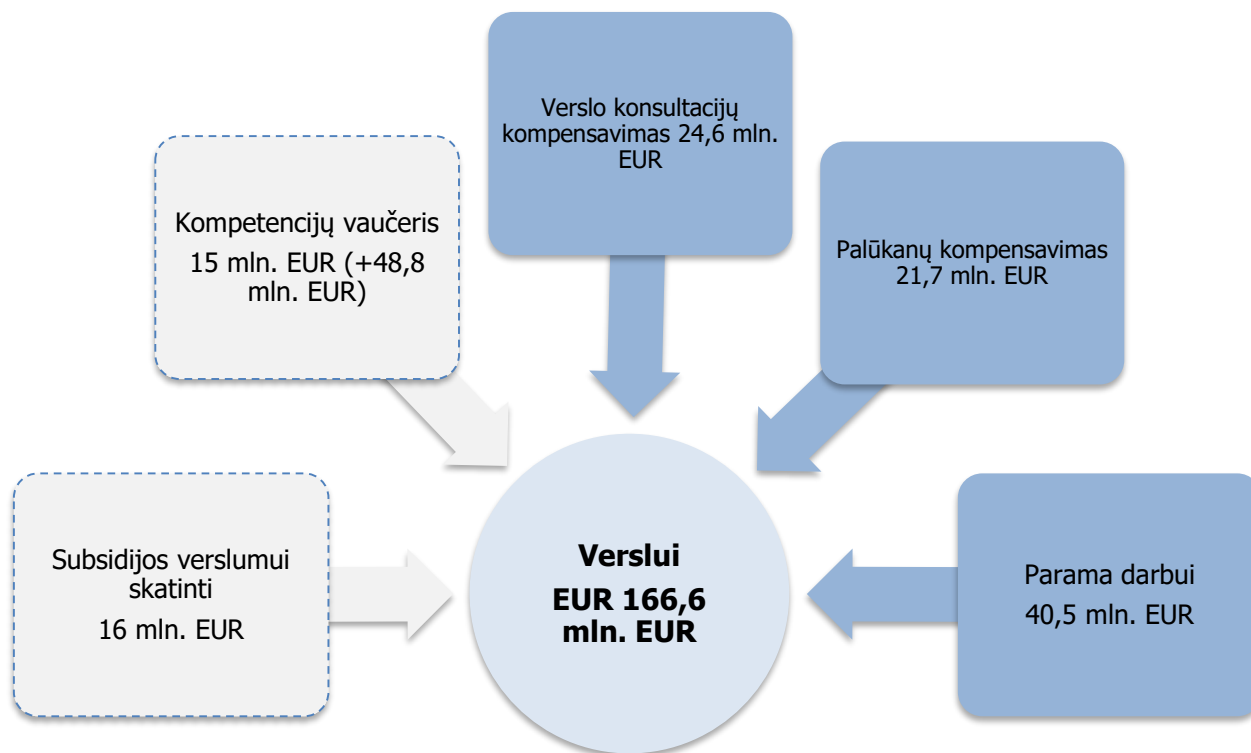 Verslo konsultacijų
kompensavimas 24,6 mln.
EUR
Kompetencijų vaučeris
15 mln. EUR (+48,8
mln. EUR)
Palūkanų kompensavimas
21,7 mln. EUR
Subsidijos verslumui
skatinti
16 mln. EUR
Verslui
EUR 166,6
mln. EUR
Parama darbui
40,5 mln. EUR